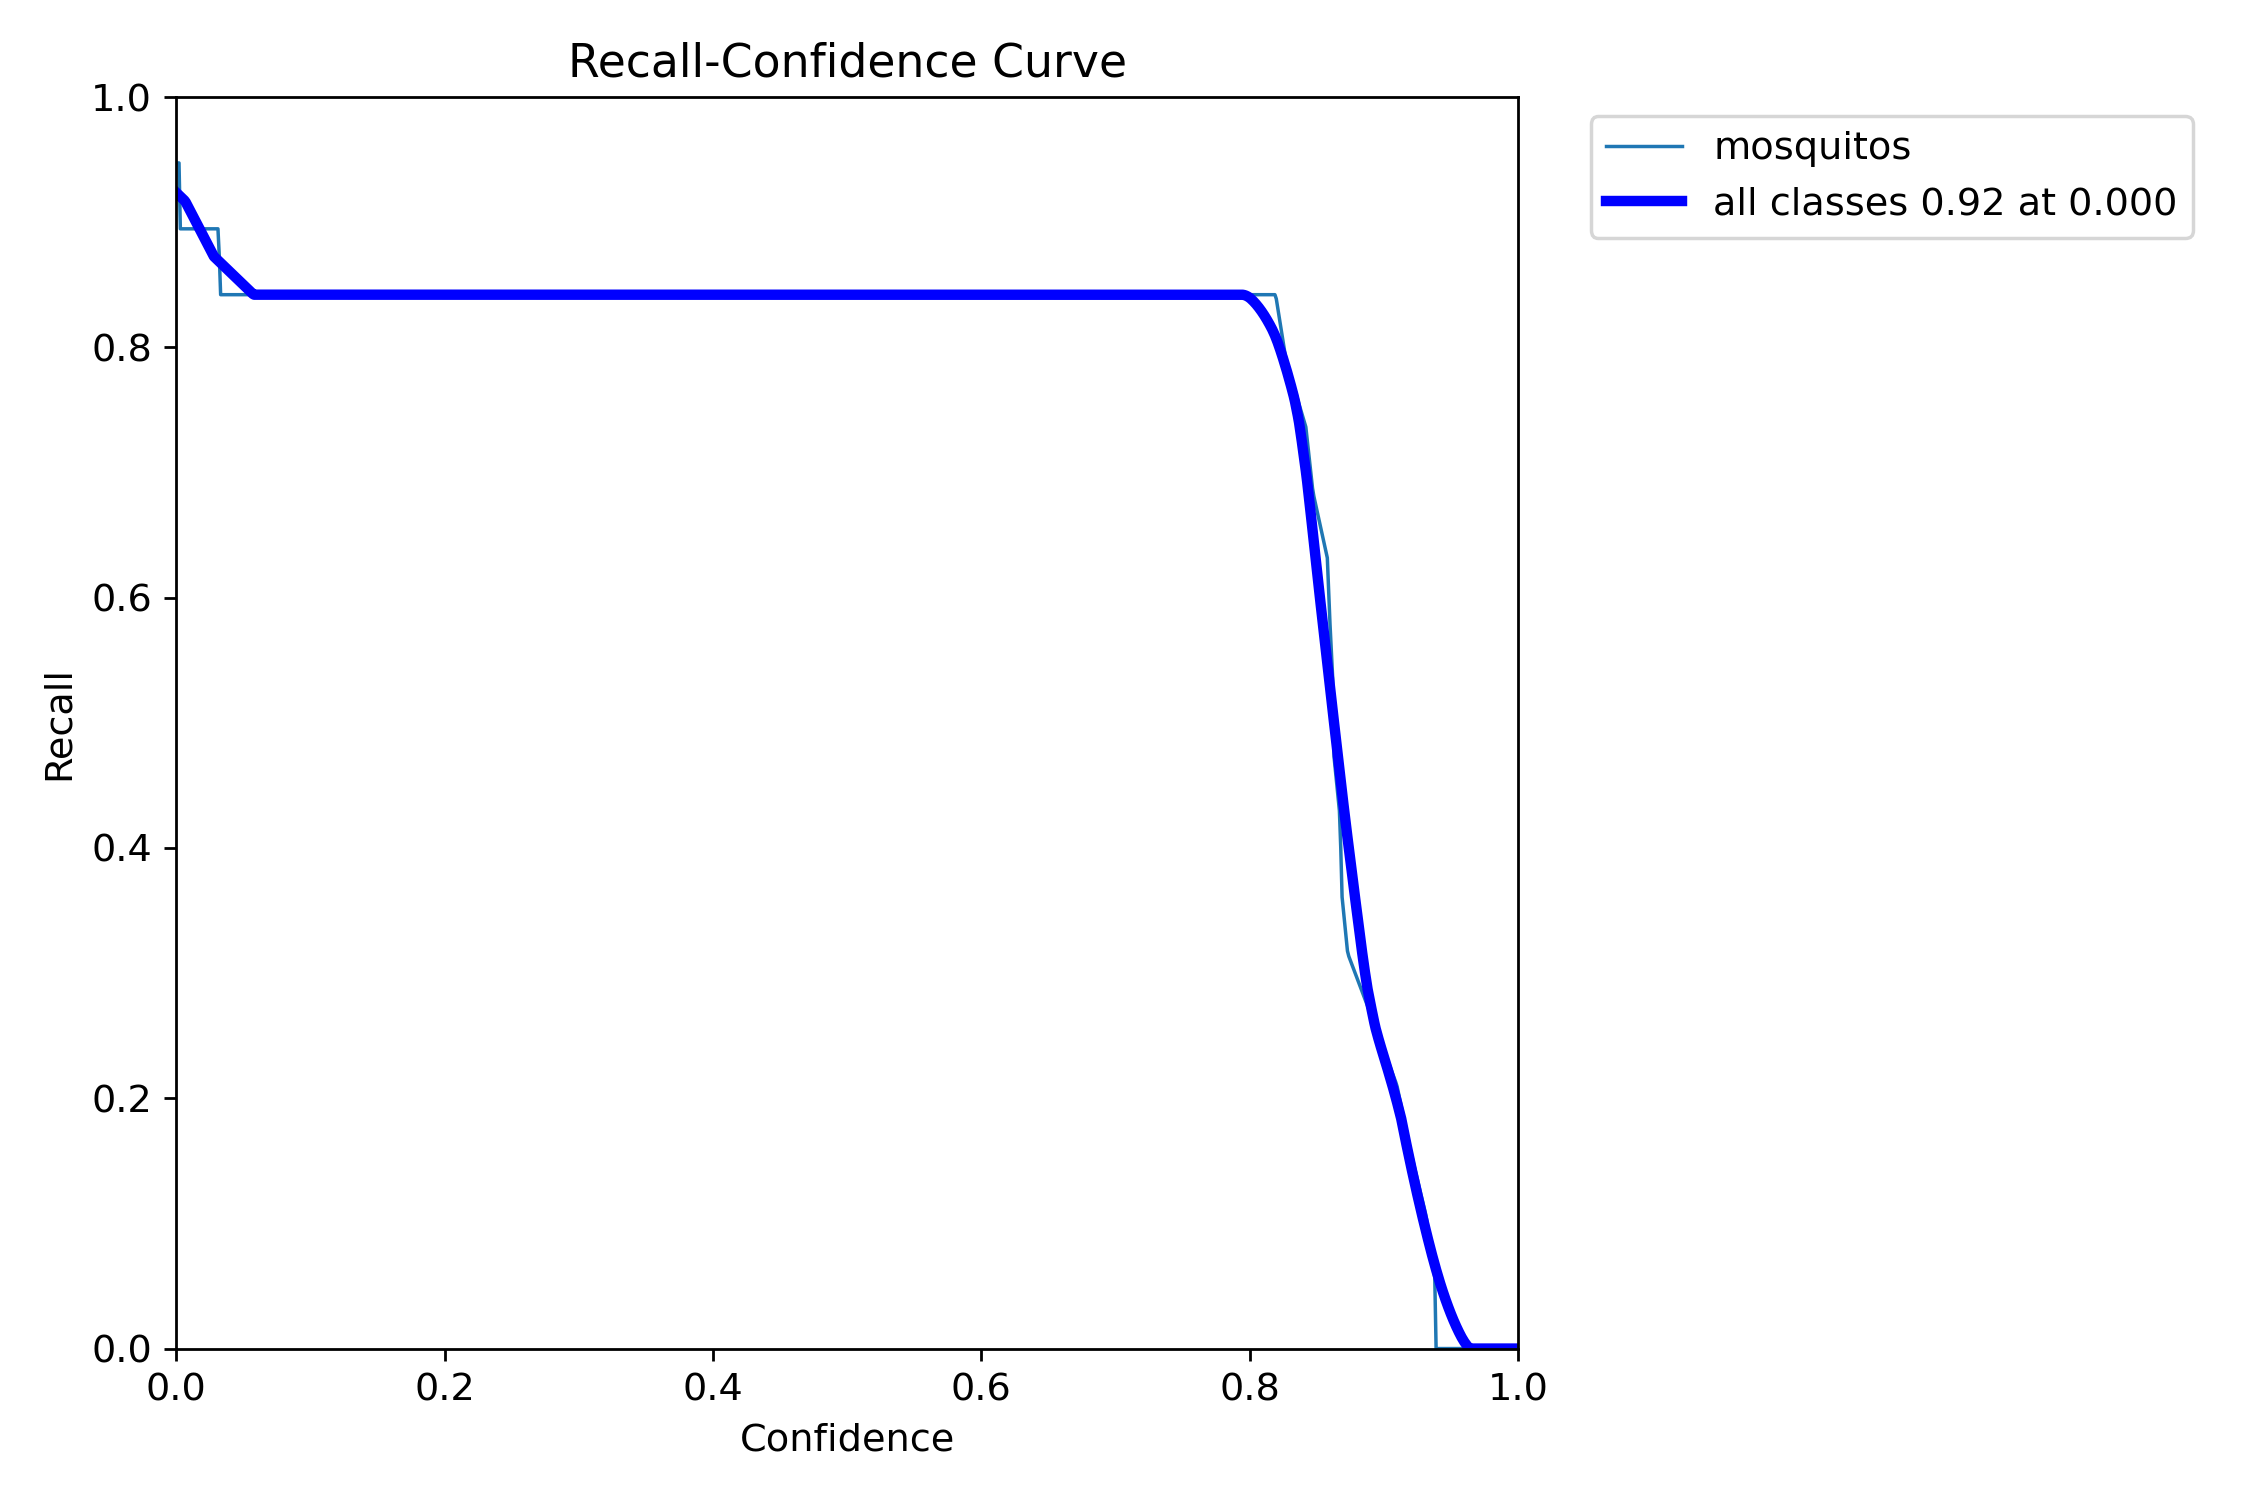 Recall-Confidence Curve
1.0
0.8
0.6
0.4
0.2
0.0
Recall
0.0 0.2 0.4 0.6 0.8 1.0
Confidence
mosquitos
all classes 0.92 at 0.000